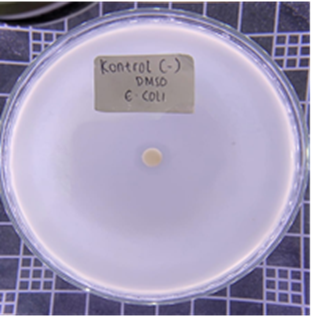 Kontrol (-)
DMSO
E. COLI